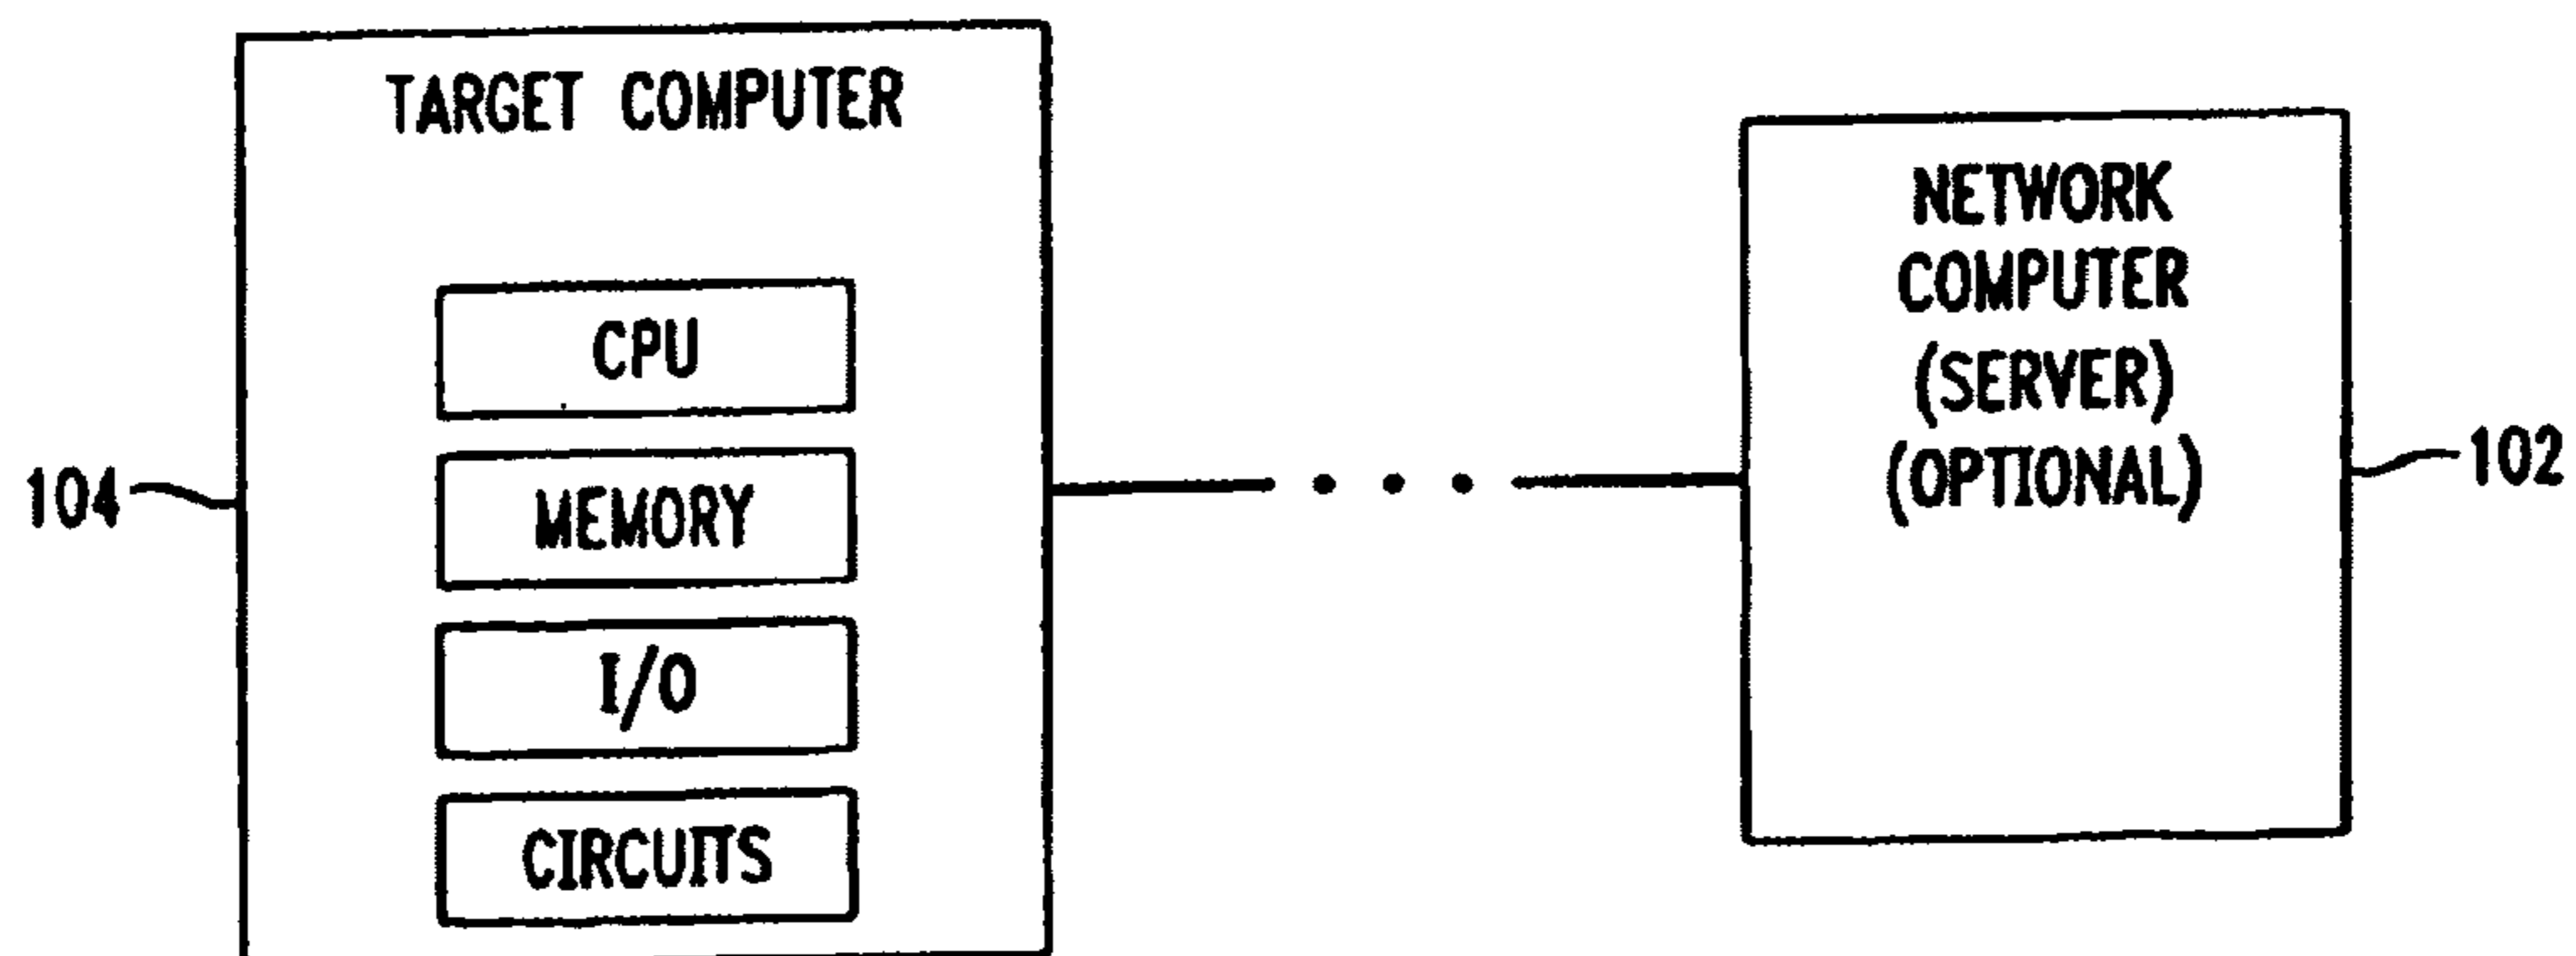 TARGET COMPUTER
CPU
MEMORY
I/O
CIRCUITS
104
NETWORK
COMPUTER
(SERVER)
(OPTIONAL)
102